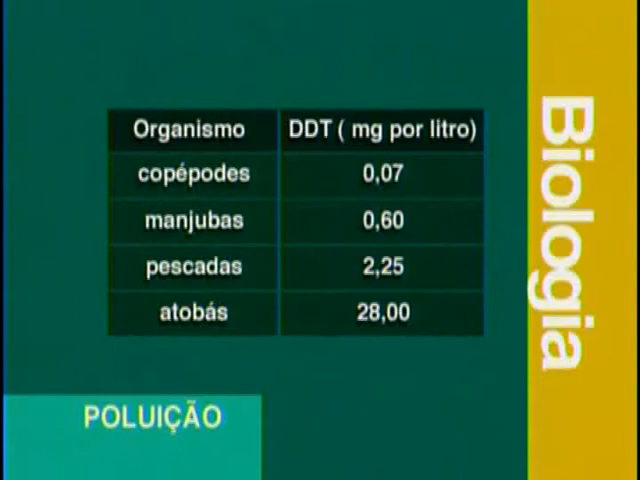 Organismo DDT ( mg por litro)
copépodes 0,07
manjubas 0,60
pescadas 2,25
atobás 28,00
POLUIÇÃO
Biologia